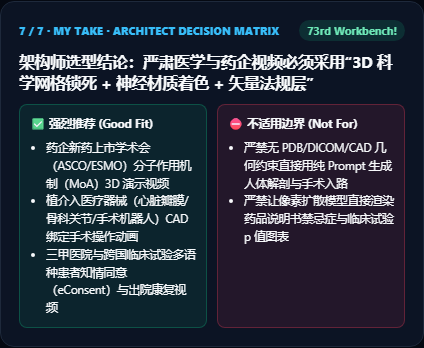 7 / 7 · MY TAKE · ARCHITECT DECISION MATRIX
73rd Workbench!
架构师选型结论：严肃医学与药企视频必须采用“3D 科
学网格锁死 + 神经材质着色 + 矢量法规层”
✅ 强烈推荐 (Good Fit)
• 药企新药上市学术会
（ASCO/ESMO）分子作用机
制（MoA）3D 演示视频
• 植介入医疗器械（心脏瓣膜/
骨科关节/手术机器人）CAD
绑定手术操作动画
• 三甲医院与跨国临床试验多语
种患者知情同意
（eConsent）与出院康复视
频
⛔ 不适用边界 (Not For)
• 严禁无 PDB/DICOM/CAD 几
何约束直接用纯 Prompt 生成
人体解剖与手术入路
• 严禁让像素扩散模型直接渲染
药品说明书禁忌症与临床试验
p 值图表